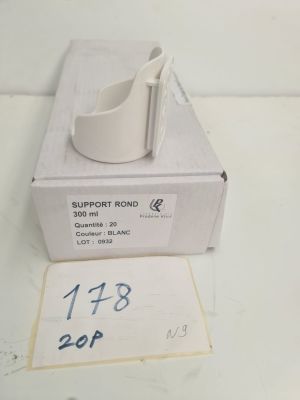 SUPPORT ROND
300 ml
Quantité : 20
Couleur : BLANC
LOT : 0932
178
20P
N9